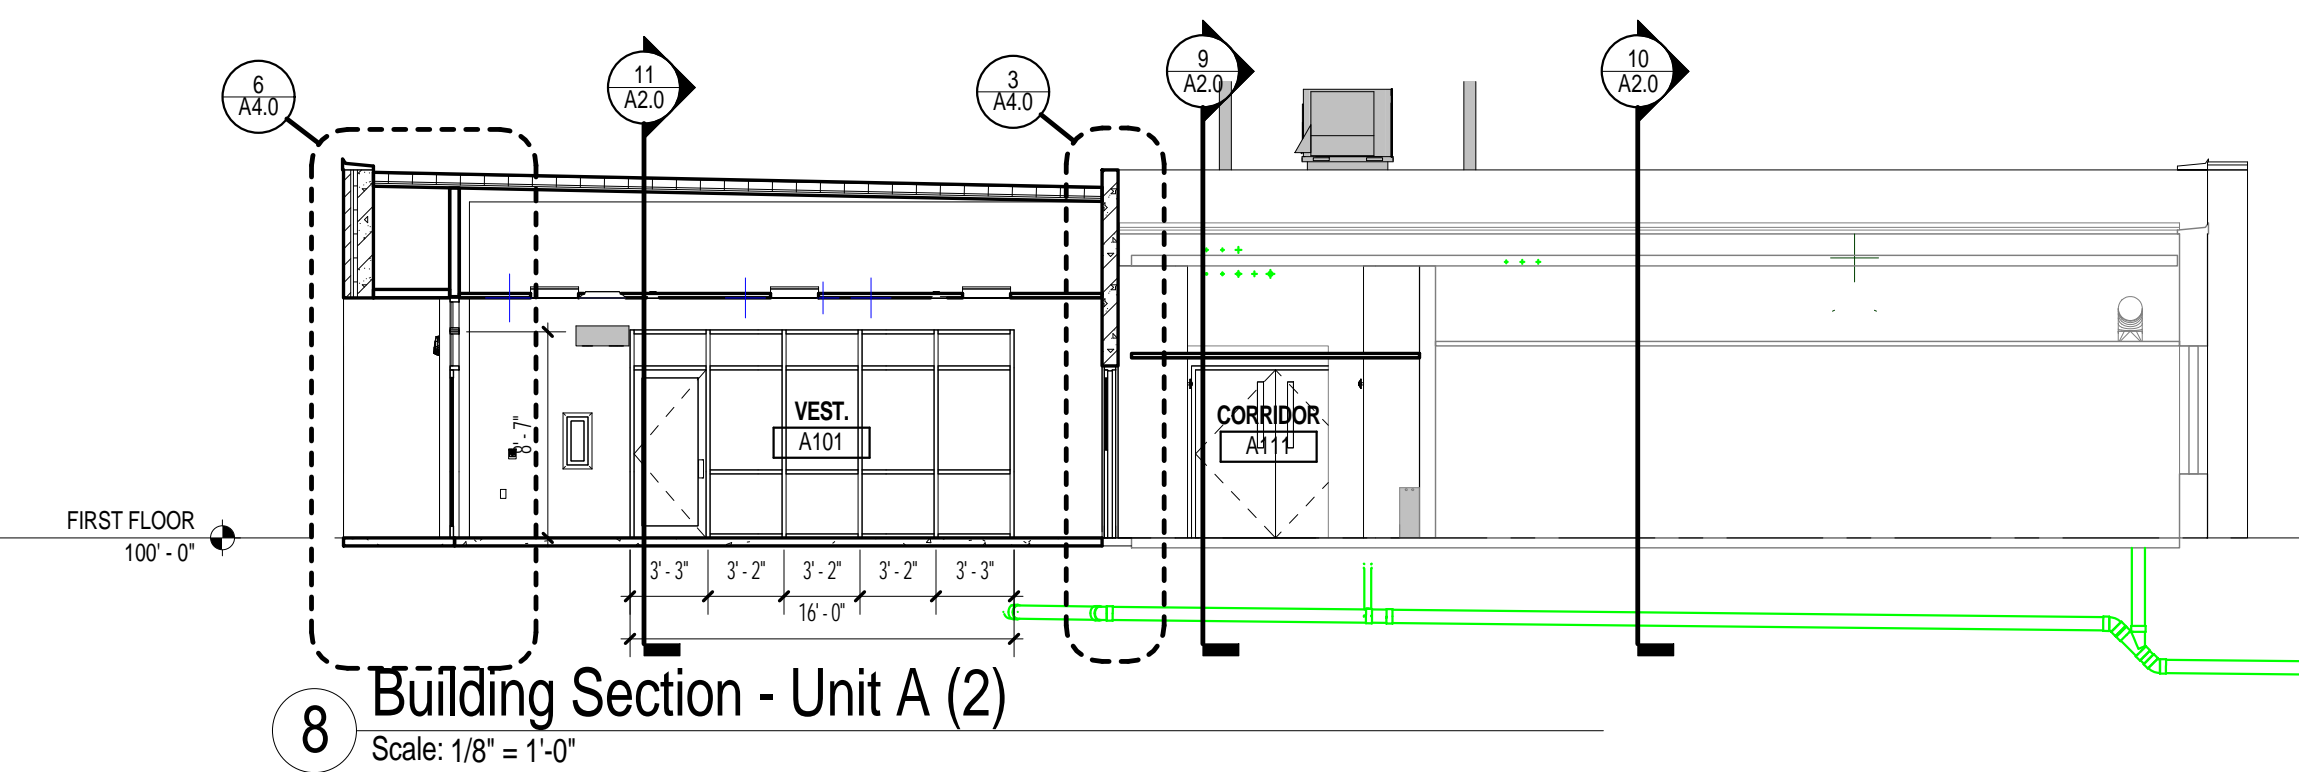 6
A4.0
11
A2.0
3
A4.0
9
A2.0
10
A2.0
8' - 7"
VEST.
A101
CORRIDOR
A111
FIRST FLOOR
100' - 0"
3' - 3"
3' - 2"
3' - 2"
3' - 2"
3' - 3"
16' - 0"
8
Building Section - Unit A (2)
Scale: 1/8" = 1'-0"